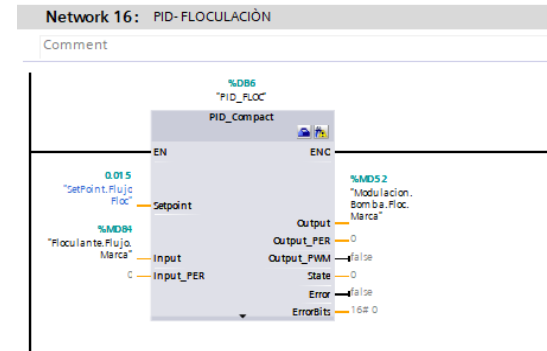 Network 16: PID-FLOCULACIÒN
Comment
%DB6
"PID_FLOC"
PID_Compact
EN ENO
0.015
"SetPoint.Flujo
Floc"
Setpoint
%MD52
"Modulacion.
Bomba.Floc.
Marca"
Output
%MD84
"Floculante.Flujo.
Marca"
Output_PER 0
Input
Output_PWM false
0 Input_PER
State 0
Error false
ErrorBits 16#0